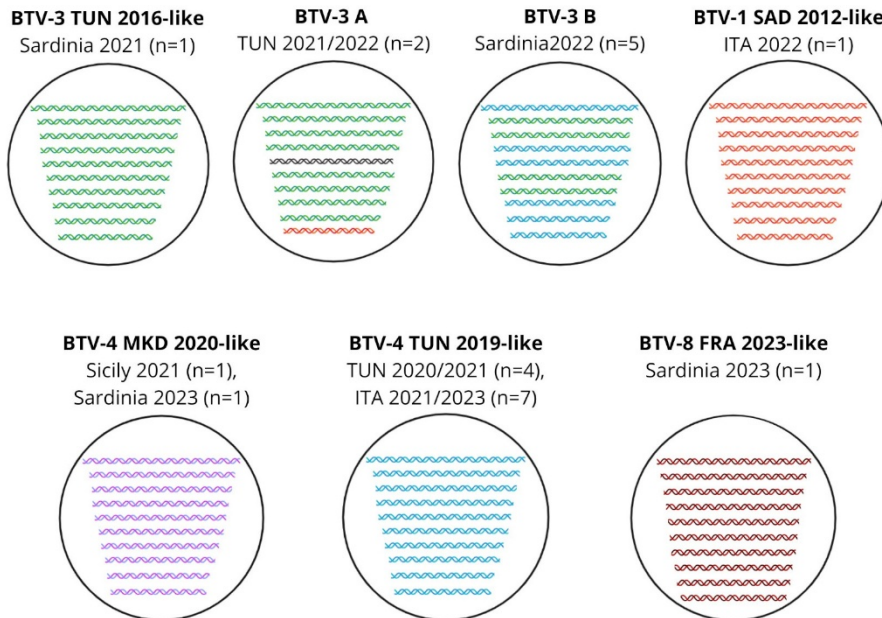 BTV-3 TUN 2016-like
Sardinia 2021 (n=1)
BTV-3 A
TUN 2021/2022 (n=2)
BTV-3 B
Sardinia2022 (n=5)
BTV-1 SAD 2012-like
ITA 2022 (n=1)
BTV-4 MKD 2020-like
Sicily 2021 (n=1),
Sardinia 2023 (n=1)
BTV-4 TUN 2019-like
TUN 2020/2021 (n=4),
ITA 2021/2023 (n=7)
BTV-8 FRA 2023-like
Sardinia 2023 (n=1)